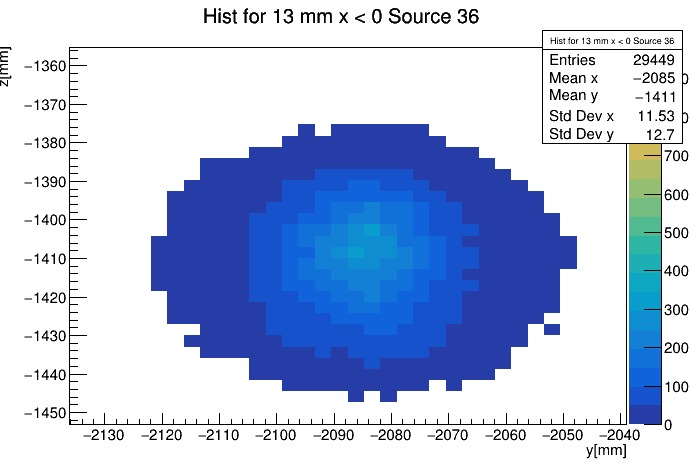 Hist for 13 mm x < 0 Source 36
Hist for 13 mm x < 0 Source 36
Entries 29449
Mean x −2085
Mean y −1411
Std Dev x 11.53
Std Dev y 12.7
z[mm]
−1360
−1370
−1380
−1390
−1400
−1410
−1420
−1430
−1440
−1450
−2130 −2120 −2110 −2100 −2090 −2080 −2070 −2060 −2050 −2040
y[mm]
700
600
500
400
300
200
100
0